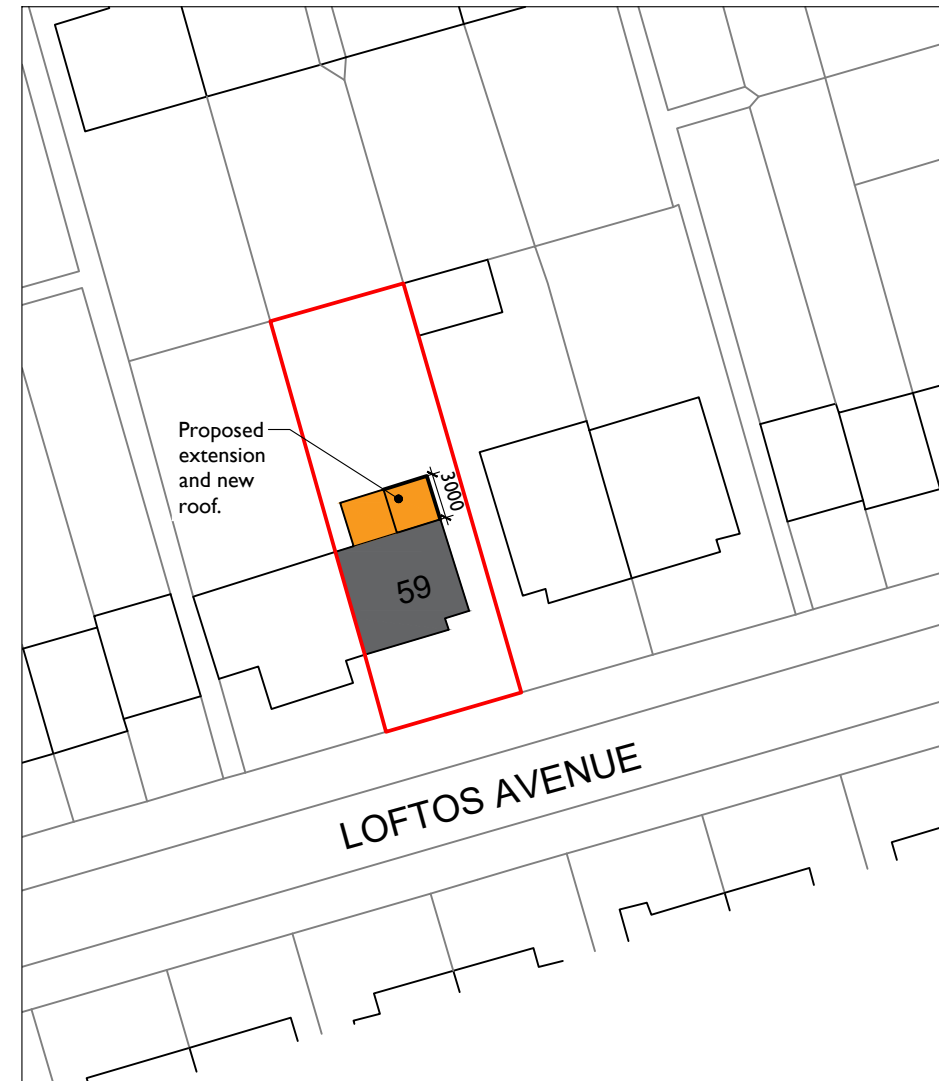 Proposed
extension
and new
roof.
3000
59
LOFTOS AVENUE